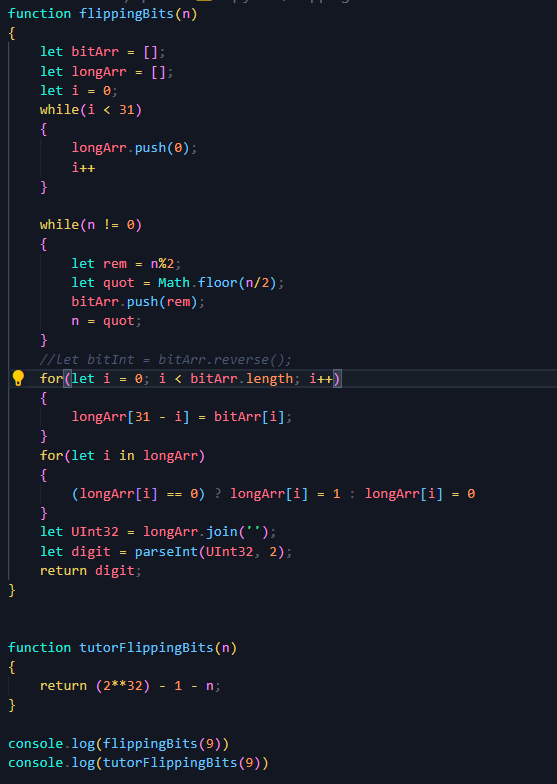 function flippingBits(n)
{
let bitArr = [];
let longArr = [];
let i = 0;
while(i < 31)
{
longArr.push(0);
i++
}
while(n != 0)
{
let rem = n%2;
let quot = Math.floor(n/2);
bitArr.push(rem);
n = quot;
}
//let bitInt = bitArr.reverse();
for(let i = 0; i < bitArr.length; i++)
{
longArr[31 - i] = bitArr[i];
}
for(let i in longArr)
{
(longArr[i] == 0) ? longArr[i] = 1 : longArr[i] = 0
}
let UInt32 = longArr.join('');
let digit = parseInt(UInt32, 2);
return digit;
}
function tutorFlippingBits(n)
{
return (2**32) - 1 - n;
}
console.log(flippingBits(9))
console.log(tutorFlippingBits(9))